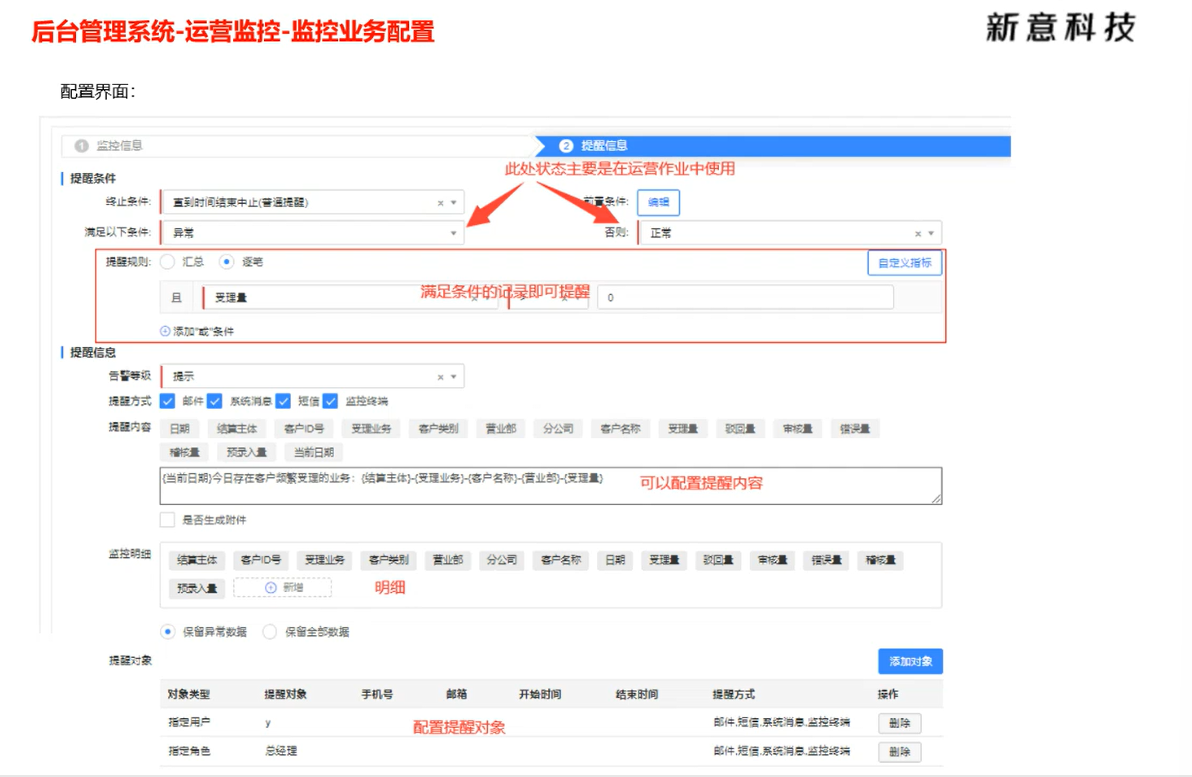 后台管理系统-运营监控-监控业务配置
新意科技
配置界面：
1 监控信息
2 提醒信息
此处状态主要是在运营作业中使用
提醒条件
终止条件: 直到时间结束中止(普通提醒)
前置条件: 编辑
满足以下条件: 异常
否则: 正常
提醒规则: 汇总 逐笔
自定义指标
且 受理量 0
满足条件的记录即可提醒
添加"或"条件
提醒信息
告警等级 提示
提醒方式 邮件 系统消息 短信 监控终端
提醒内容 日期 结算主体 客户ID号 受理业务 客户类别 营业部 分公司 客户名称 受理量 驳回量 审核量 错误量
稽核量 预录入量 当前日期
{当前日期}今日存在客户频繁受理的业务：{结算主体}-{受理业务}-{客户名称}-{营业部}-{受理量}
可以配置提醒内容
是否生成附件
监控明细 结算主体 客户ID号 受理业务 客户类别 营业部 分公司 客户名称 日期 受理量 驳回量 审核量 错误量 稽核量
预录入量 新增
明细
保留异常数据 保留全部数据
提醒对象
添加对象
对象类型 提醒对象 手机号 邮箱 开始时间 结束时间 提醒方式 操作
指定用户 y 邮件,短信,系统消息,监控终端 删除
配置提醒对象
指定角色 总经理 邮件,短信,系统消息,监控终端 删除